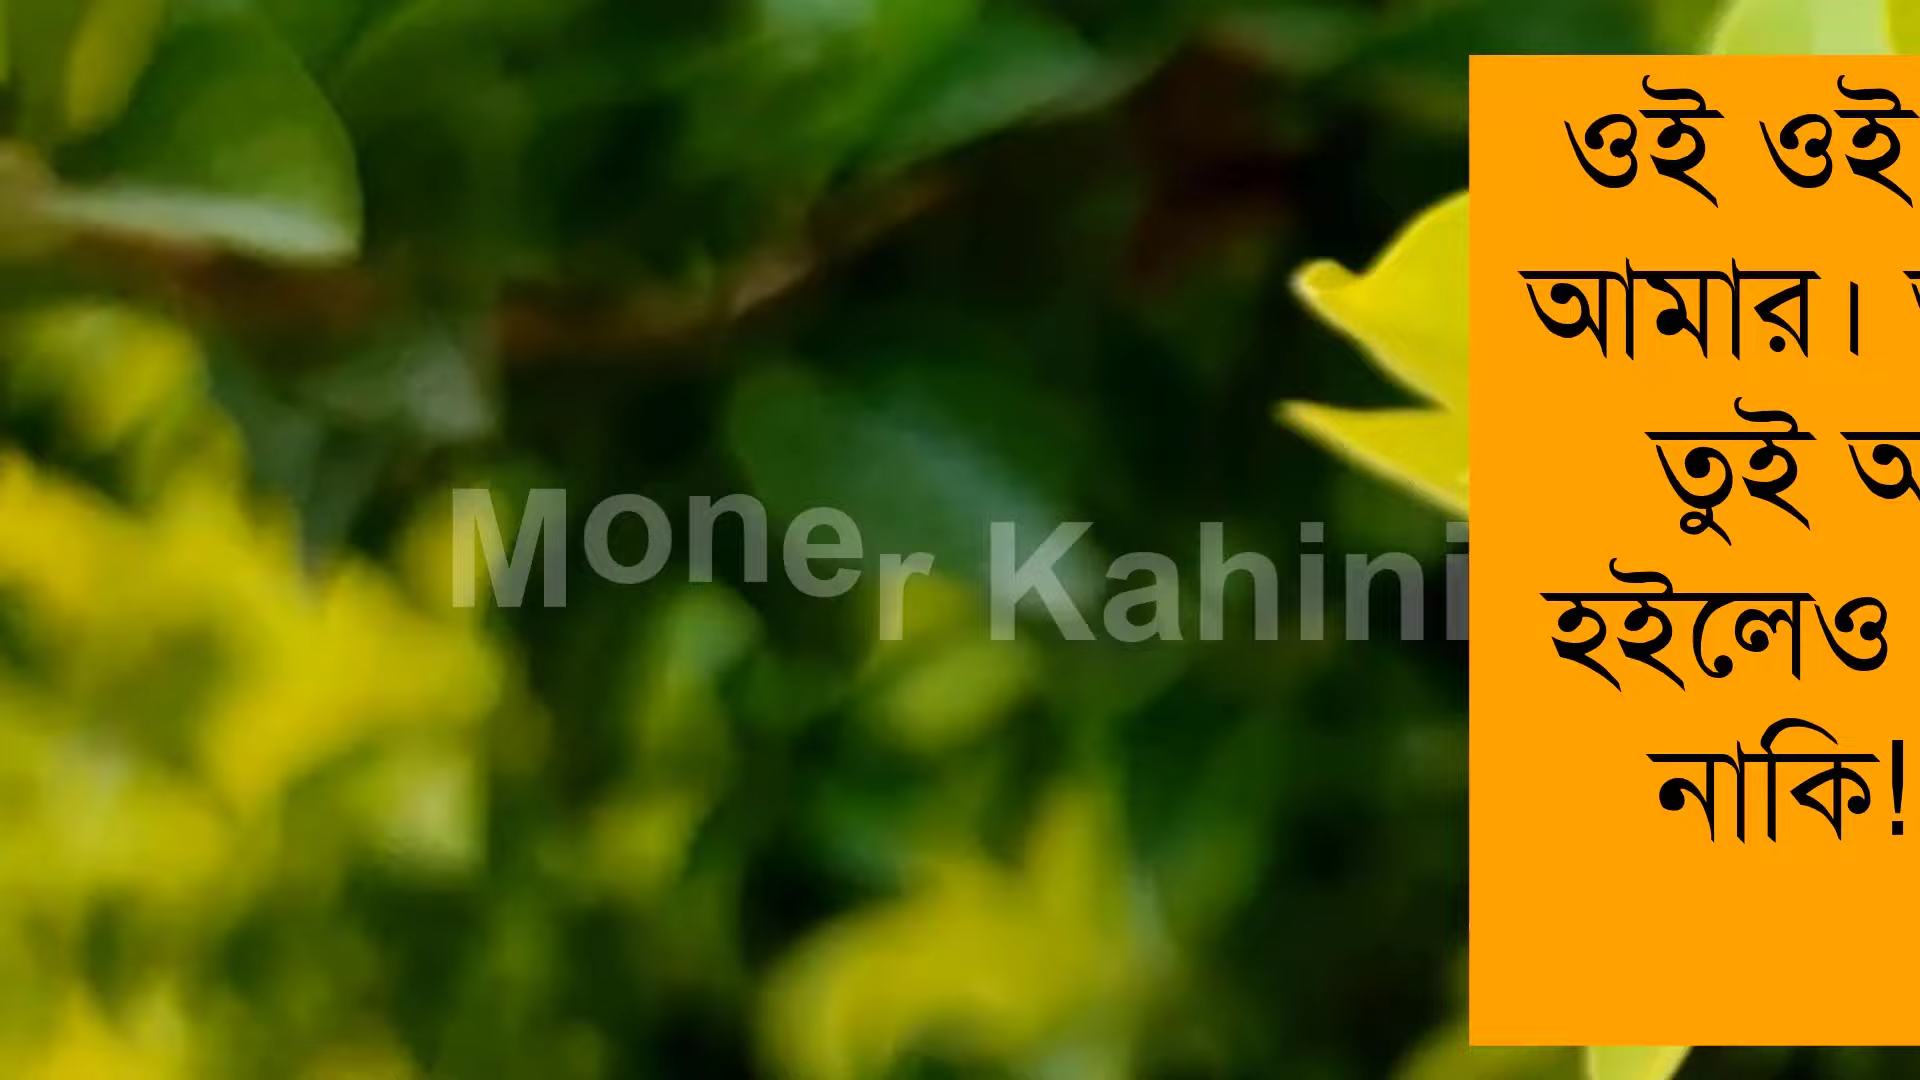 Moner Kahini
ওই ওই
আমার।
তুই
হইলেও
নাকি!